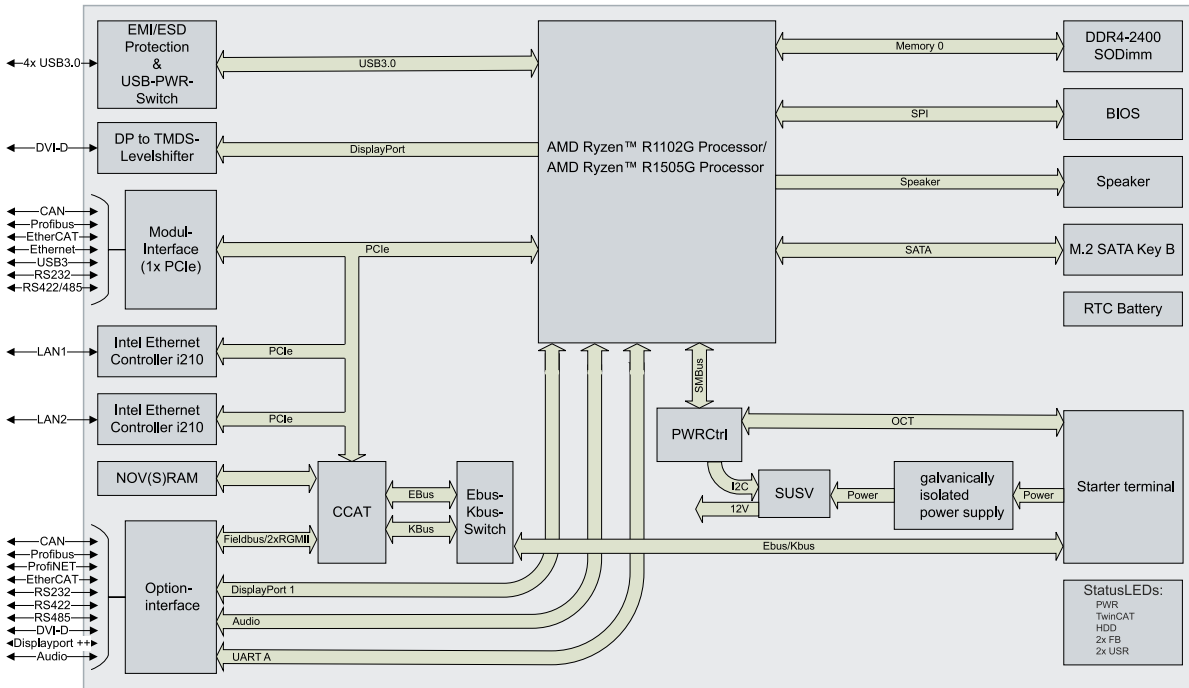 4x USB3.0
EMI/ESD
Protection
&
USB-PWR-
Switch
USB3.0
DVI-D
DP to TMDS-
Levelshifter
DisplayPort
AMD Ryzen™ R1102G Processor/
AMD Ryzen™ R1505G Processor
Memory 0
DDR4-2400
SODimm
SPI
BIOS
Speaker
Speaker
SATA
M.2 SATA Key B
RTC Battery
CAN
Profibus
EtherCAT
Ethernet
USB3
RS232
RS422/485
Modul-
Interface
(1x PCIe)
PCIe
LAN1
Intel Ethernet
Controller i210
PCIe
LAN2
Intel Ethernet
Controller i210
PCIe
SMBus
PWRCtrl
OCT
Starter terminal
NOV(S)RAM
CCAT
EBus
KBus
Ebus-
Kbus-
Switch
I2C
12V
SUSV
Power
galvanically
isolated
power supply
Power
Ebus/Kbus
CAN
Profibus
ProfiNET
EtherCAT
RS232
RS422
RS485
DVI-D
Displayport ++
Audio
Option-
interface
Fieldbus/2xRGMII
DisplayPort 1
Audio
UART A
StatusLEDs:
PWR
TwinCAT
HDD
2x FB
2x USR